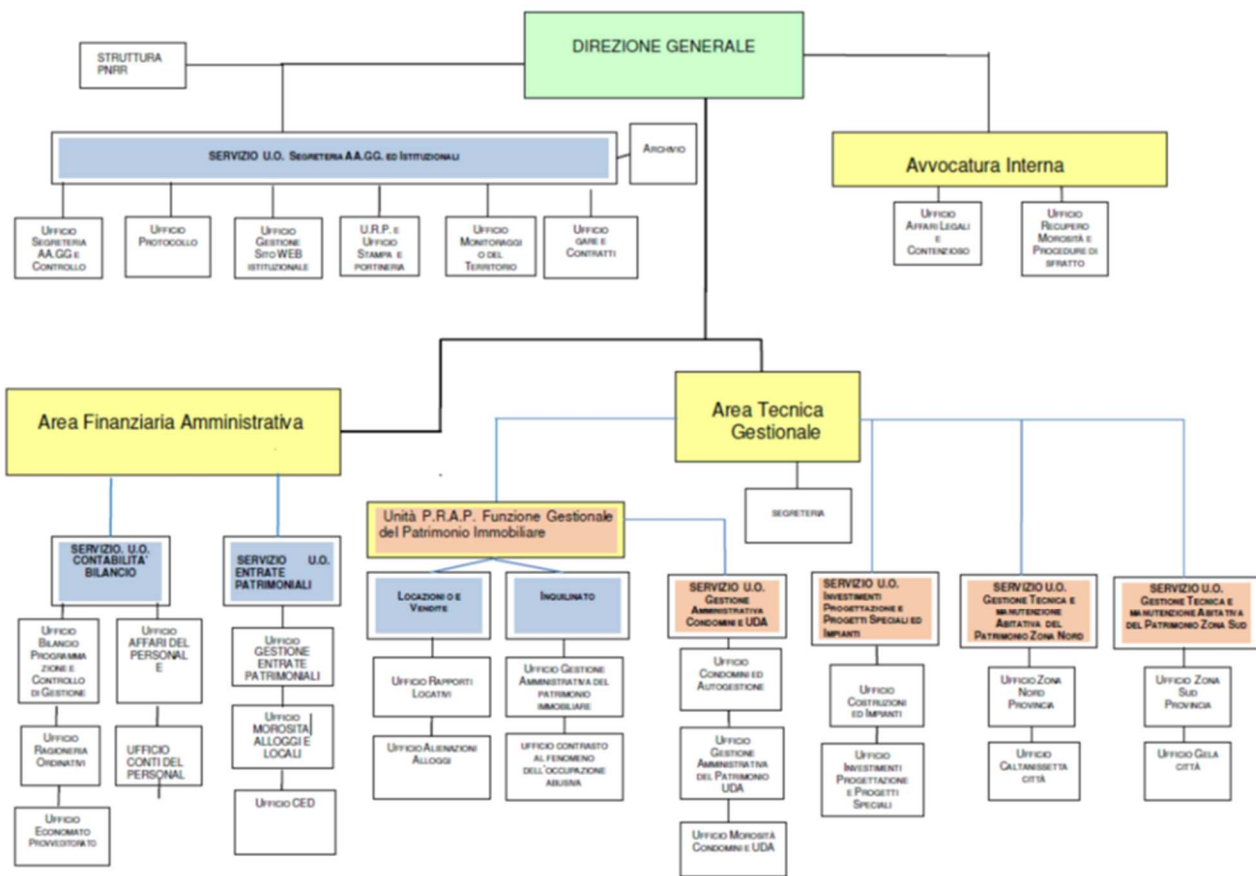 DIREZIONE GENERALE
STRUTTURA
PNRR
SERVIZIO U.O. SEGRETERIA AA.GG. ED ISTITUZIONALI
ARCHIVIO
Avvocatura Interna
UFFICIO
SEGRETERIA
AA.GG E
CONTROLLO
UFFICIO
PROTOCOLLO
UFFICIO
GESTIONE
SITO WEB
ISTITUZIONALE
U.R.P. E
UFFICIO
STAMPA E
PORTINERIA
UFFICIO
MONITORAGGI
O DEL
TERRITORIO
UFFICIO
GARE E
CONTRATTI
UFFICIO
AFFARI LEGALI
E
CONTENZIOSO
UFFICIO
RECUPERO
MOROSITÀ E
PROCEDURE DI
SFRATTO
Area Finanziaria Amministrativa
Area Tecnica
Gestionale
SEGRETERIA
Unità P.R.A.P. Funzione Gestionale
del Patrimonio Immobiliare
SERVIZIO. U.O.
CONTABILITA'
BILANCIO
SERVIZIO U.O.
ENTRATE
PATRIMONIALI
LOCAZIONI O E
VENDITE
INQUILINATO
SERVIZIO U.O.
GESTIONE
AMMINISTRATIVA
CONDOMINI E UDA
SERVIZIO U.O.
INVESTIMENTI
PROGETTAZIONE E
PROGETTI SPECIALI ED
IMPIANTI
SERVIZIO U.O.
GESTIONE TECNICA E
MANUTENZIONE
ABITATIVA DEL
PATRIMONIO ZONA NORD
SERVIZIO U.O.
GESTIONE TECNICA E
MANUTENZIONE ABITATIVA
DEL PATRIMONIO ZONA SUD
UFFICIO
BILANCIO
PROGRAMMA
ZIONE E
CONTROLLO
DI GESTIONE
UFFICIO
AFFARI DEL
PERSONAL
E
UFFICIO
GESTIONE
ENTRATE
PATRIMONIALI
UFFICIO RAPPORTI
LOCATIVI
UFFICIO GESTIONE
AMMINISTRATIVA DEL
PATRIMONIO
IMMOBILIARE
UFFICIO
CONDOMINI ED
AUTOGESTIONE
UFFICIO
COSTRUZIONI
ED IMPIANTI
UFFICIO ZONA
NORD
PROVINCIA
UFFICIO ZONA
SUD
PROVINCIA
UFFICIO
RAGIONERIA
ORDINATIVI
UFFICIO
CONTI DEL
PERSONAL
UFFICIO
MOROSITA
ALLOGGI E
LOCALI
UFFICIO ALIENAZIONI
ALLOGGI
UFFICIO CONTRASTO
AL FENOMENO
DELL'OCCUPAZIONE
ABUSIVA
UFFICIO
GESTIONE
AMMINISTRATIVA
DEL PATRIMONIO
UDA
UFFICIO
INVESTIMENTI
PROGETTAZIONE
E PROGETTI
SPECIALI
UFFICIO
CALTANISSETTA
CITTÀ
UFFICIO GELA
CITTÀ
UFFICIO
ECONOMATO
PROVVEDITORATO
UFFICIO CED
UFFICIO MOROSITÀ
CONDOMINI E UDA